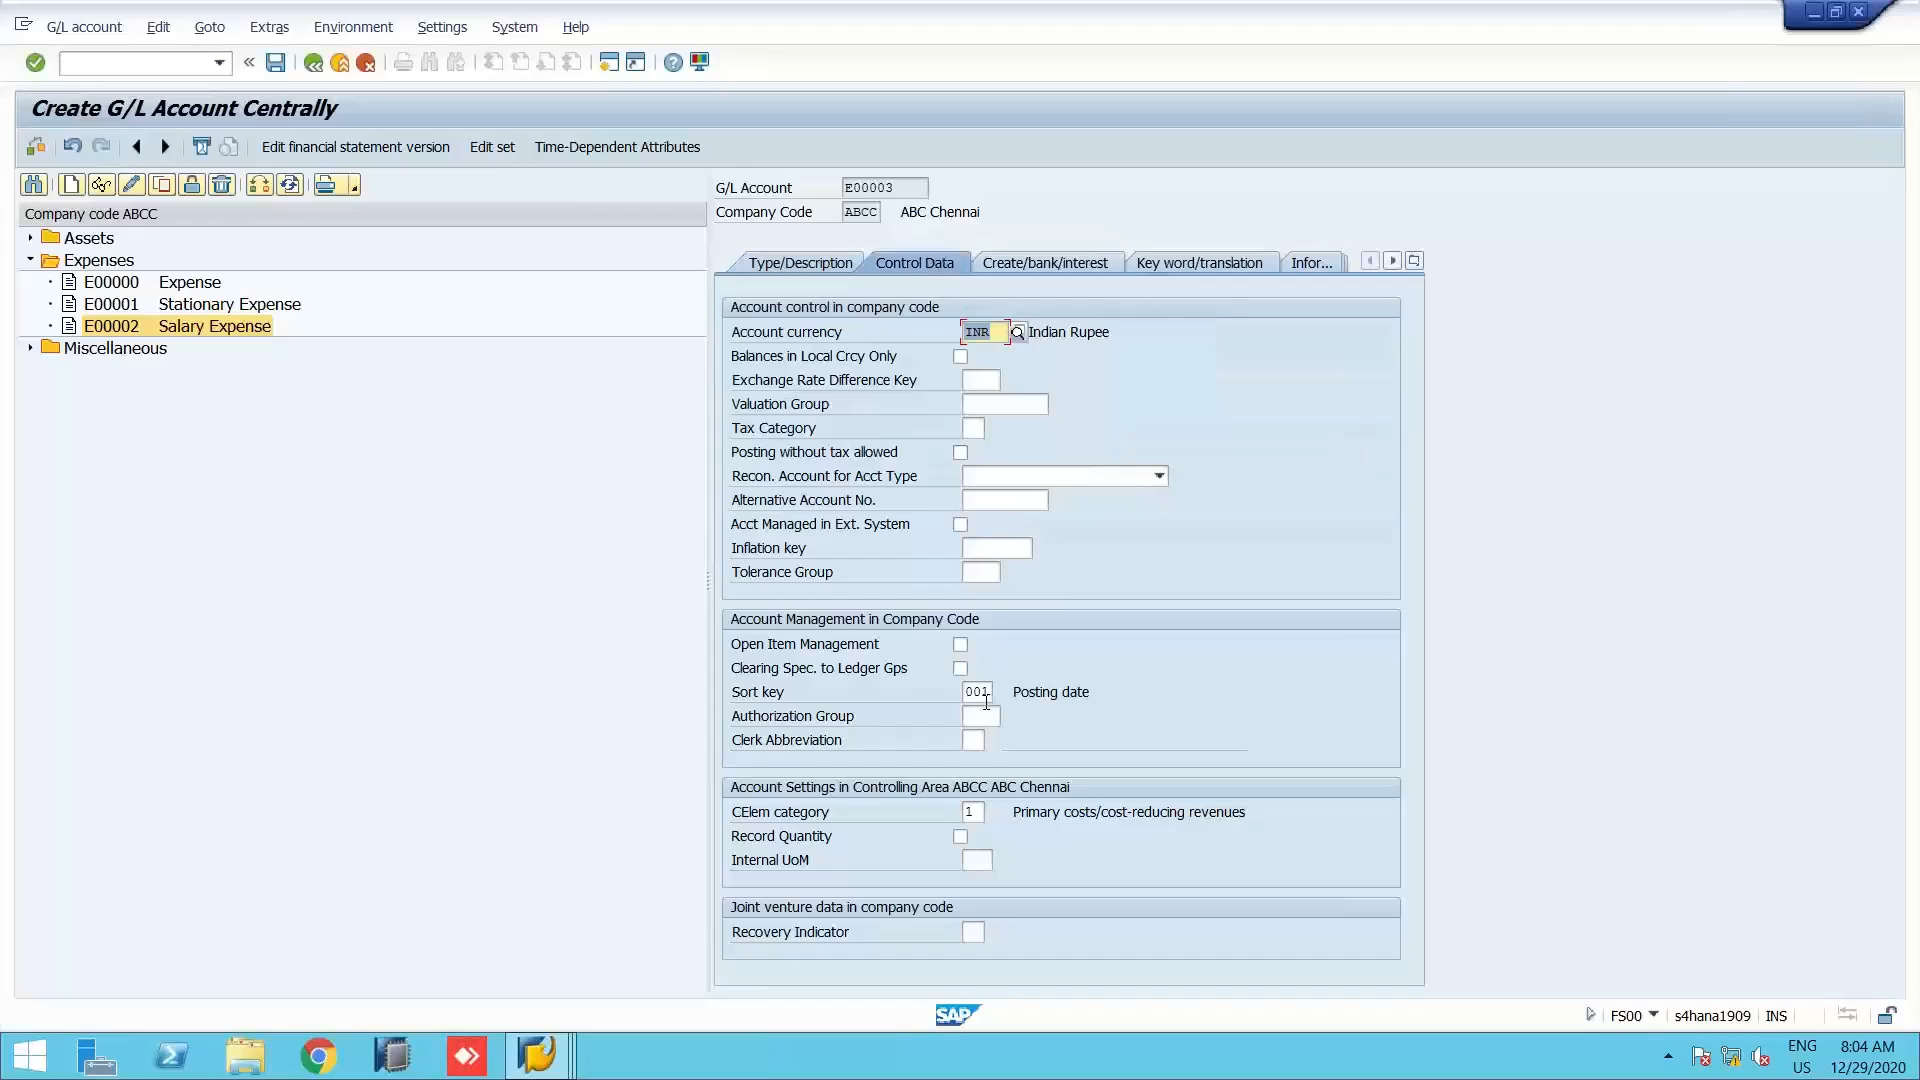 G/L account Edit Goto Extras Environment Settings System Help
Create G/L Account Centrally
Edit financial statement version Edit set Time-Dependent Attributes
Company code ABCC
Assets
Expenses
E00000 Expense
E00001 Stationary Expense
E00002 Salary Expense
Miscellaneous
G/L Account E00003
Company Code ABCC ABC Chennai
Type/Description Control Data Create/bank/interest Key word/translation Infor...
Account control in company code
Account currency INR Indian Rupee
Balances in Local Crcy Only
Exchange Rate Difference Key
Valuation Group
Tax Category
Posting without tax allowed
Recon. Account for Acct Type
Alternative Account No.
Acct Managed in Ext. System
Inflation key
Tolerance Group
Account Management in Company Code
Open Item Management
Clearing Spec. to Ledger Gps
Sort key 001 Posting date
Authorization Group
Clerk Abbreviation
Account Settings in Controlling Area ABCC ABC Chennai
CElem category 1 Primary costs/cost-reducing revenues
Record Quantity
Internal UoM
Joint venture data in company code
Recovery Indicator
SAP FS00 s4hana1909 INS
ENG 8:04 AM
US 12/29/2020